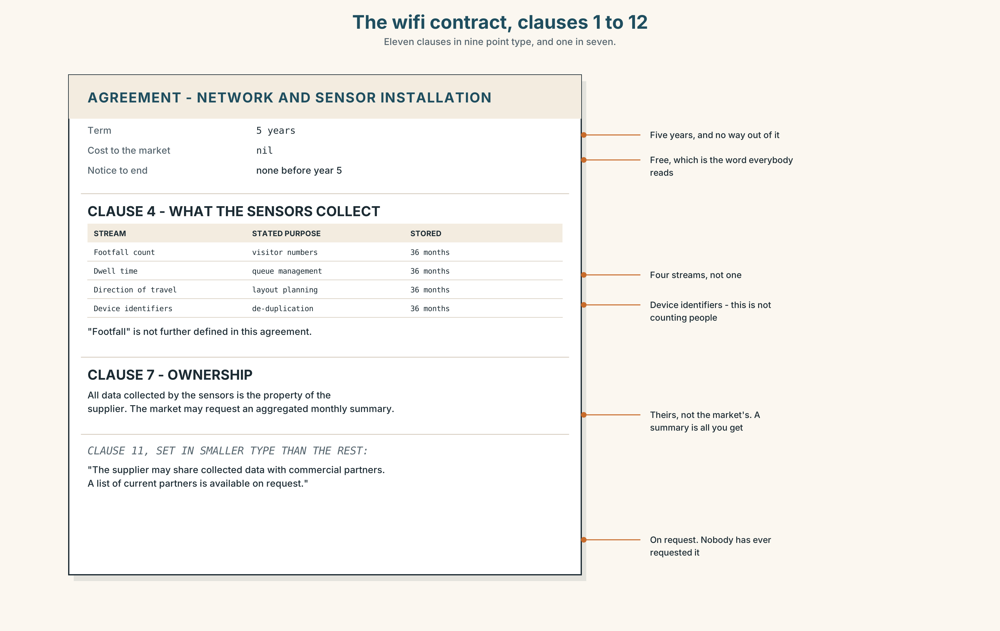 The wifi contract, clauses 1 to 12
Eleven clauses in nine point type, and one in seven.
AGREEMENT - NETWORK AND SENSOR INSTALLATION
Term 5 years
Cost to the market nil
Notice to end none before year 5
Five years, and no way out of it
Free, which is the word everybody
reads
CLAUSE 4 - WHAT THE SENSORS COLLECT
STREAM STATED PURPOSE STORED
Footfall count visitor numbers 36 months
Dwell time queue management 36 months
Direction of travel layout planning 36 months
Device identifiers de-duplication 36 months
"Footfall" is not further defined in this agreement.
Four streams, not one
Device identifiers - this is not
counting people
CLAUSE 7 - OWNERSHIP
All data collected by the sensors is the property of the
supplier. The market may request an aggregated monthly summary.
Theirs, not the market's. A
summary is all you get
CLAUSE 11, SET IN SMALLER TYPE THAN THE REST:
"The supplier may share collected data with commercial partners.
A list of current partners is available on request."
On request. Nobody has ever
requested it